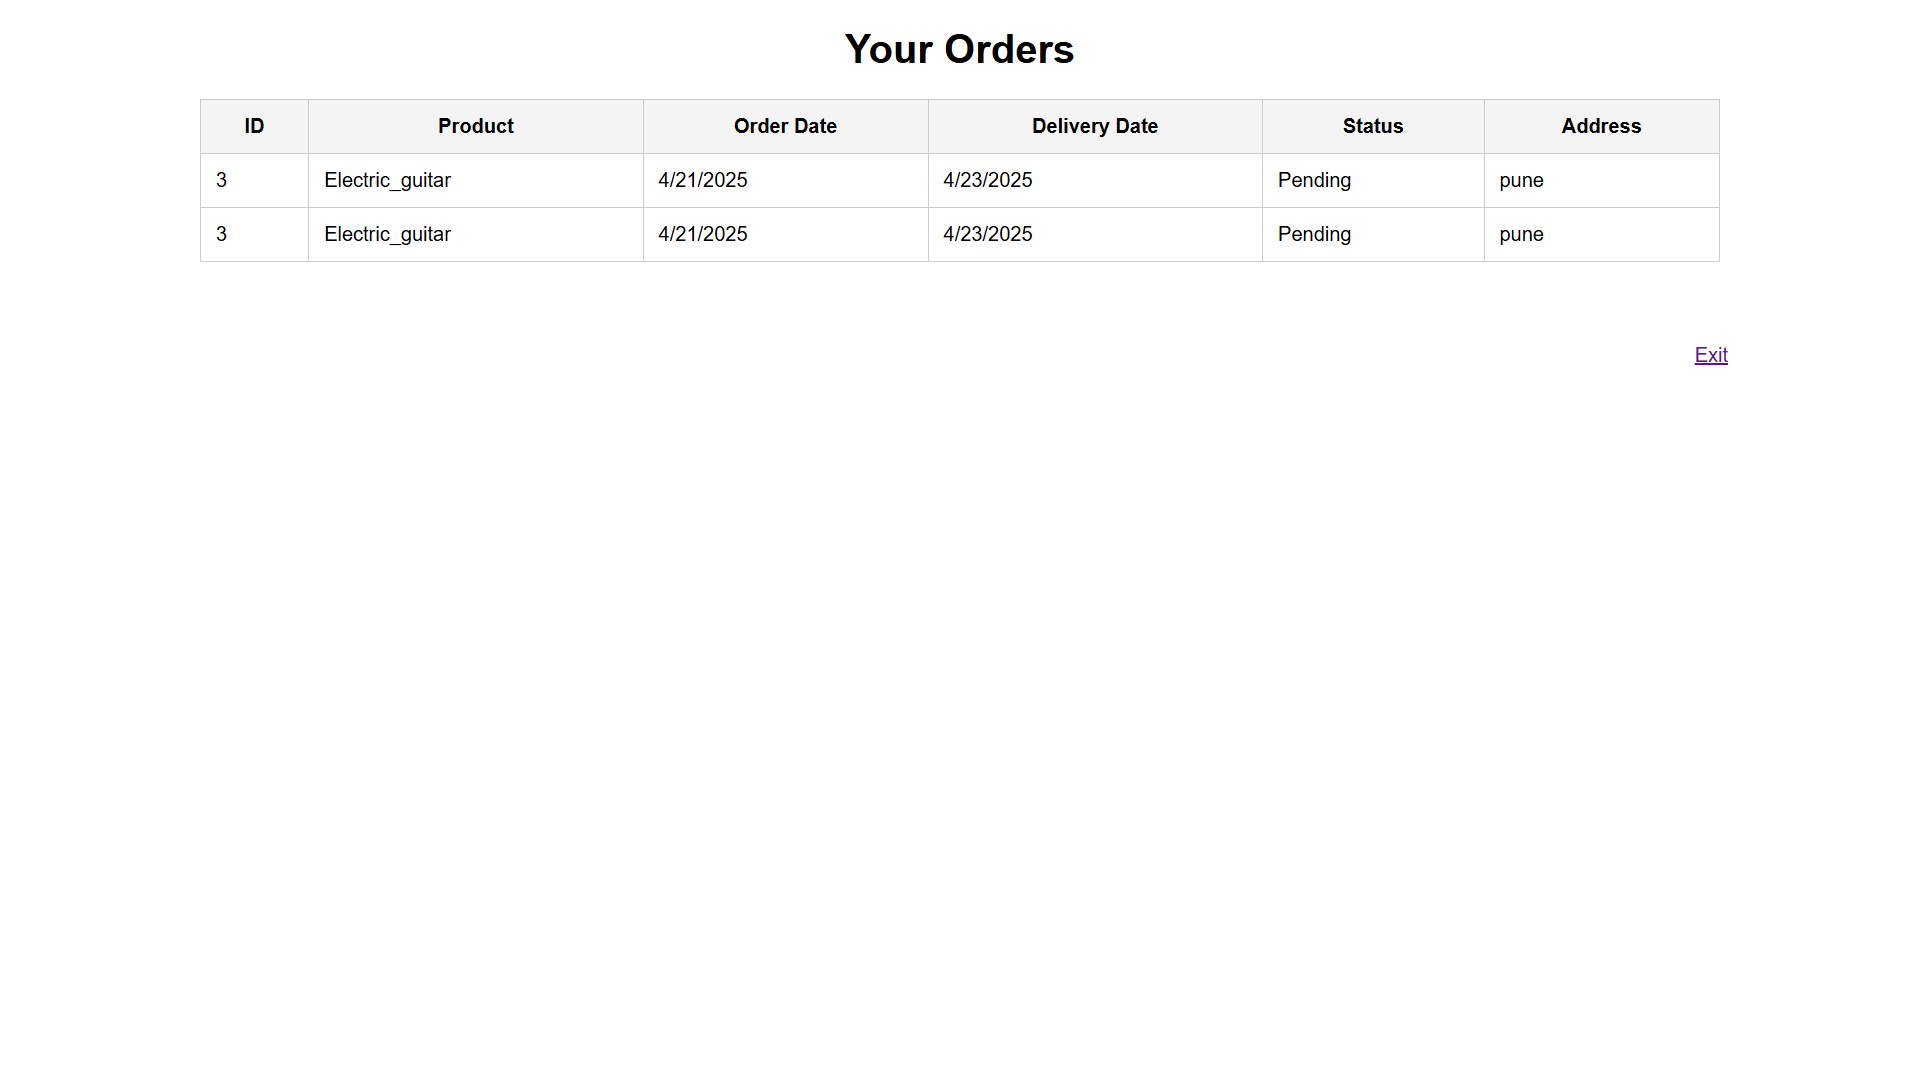 Your Orders
ID Product Order Date Delivery Date Status Address
3 Electric_guitar 4/21/2025 4/23/2025 Pending pune
3 Electric_guitar 4/21/2025 4/23/2025 Pending pune
Exit